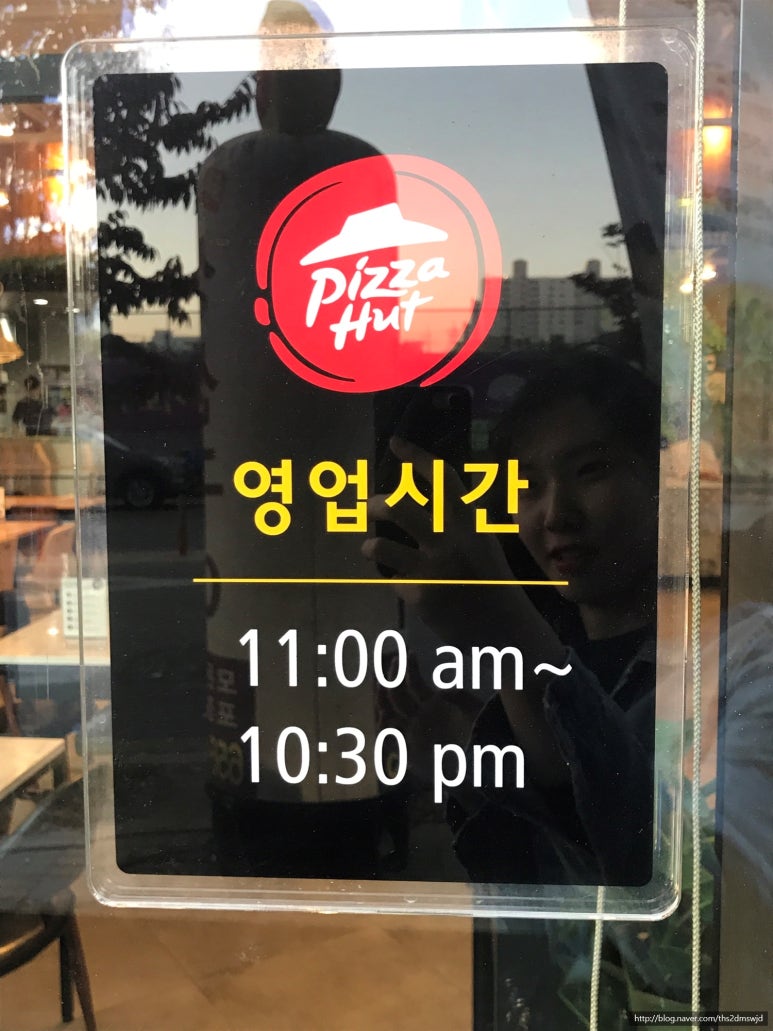 Pizza
Hut
영업시간
11:00 am~
10:30 pm
http://blog.naver.com/ths2dmswjd